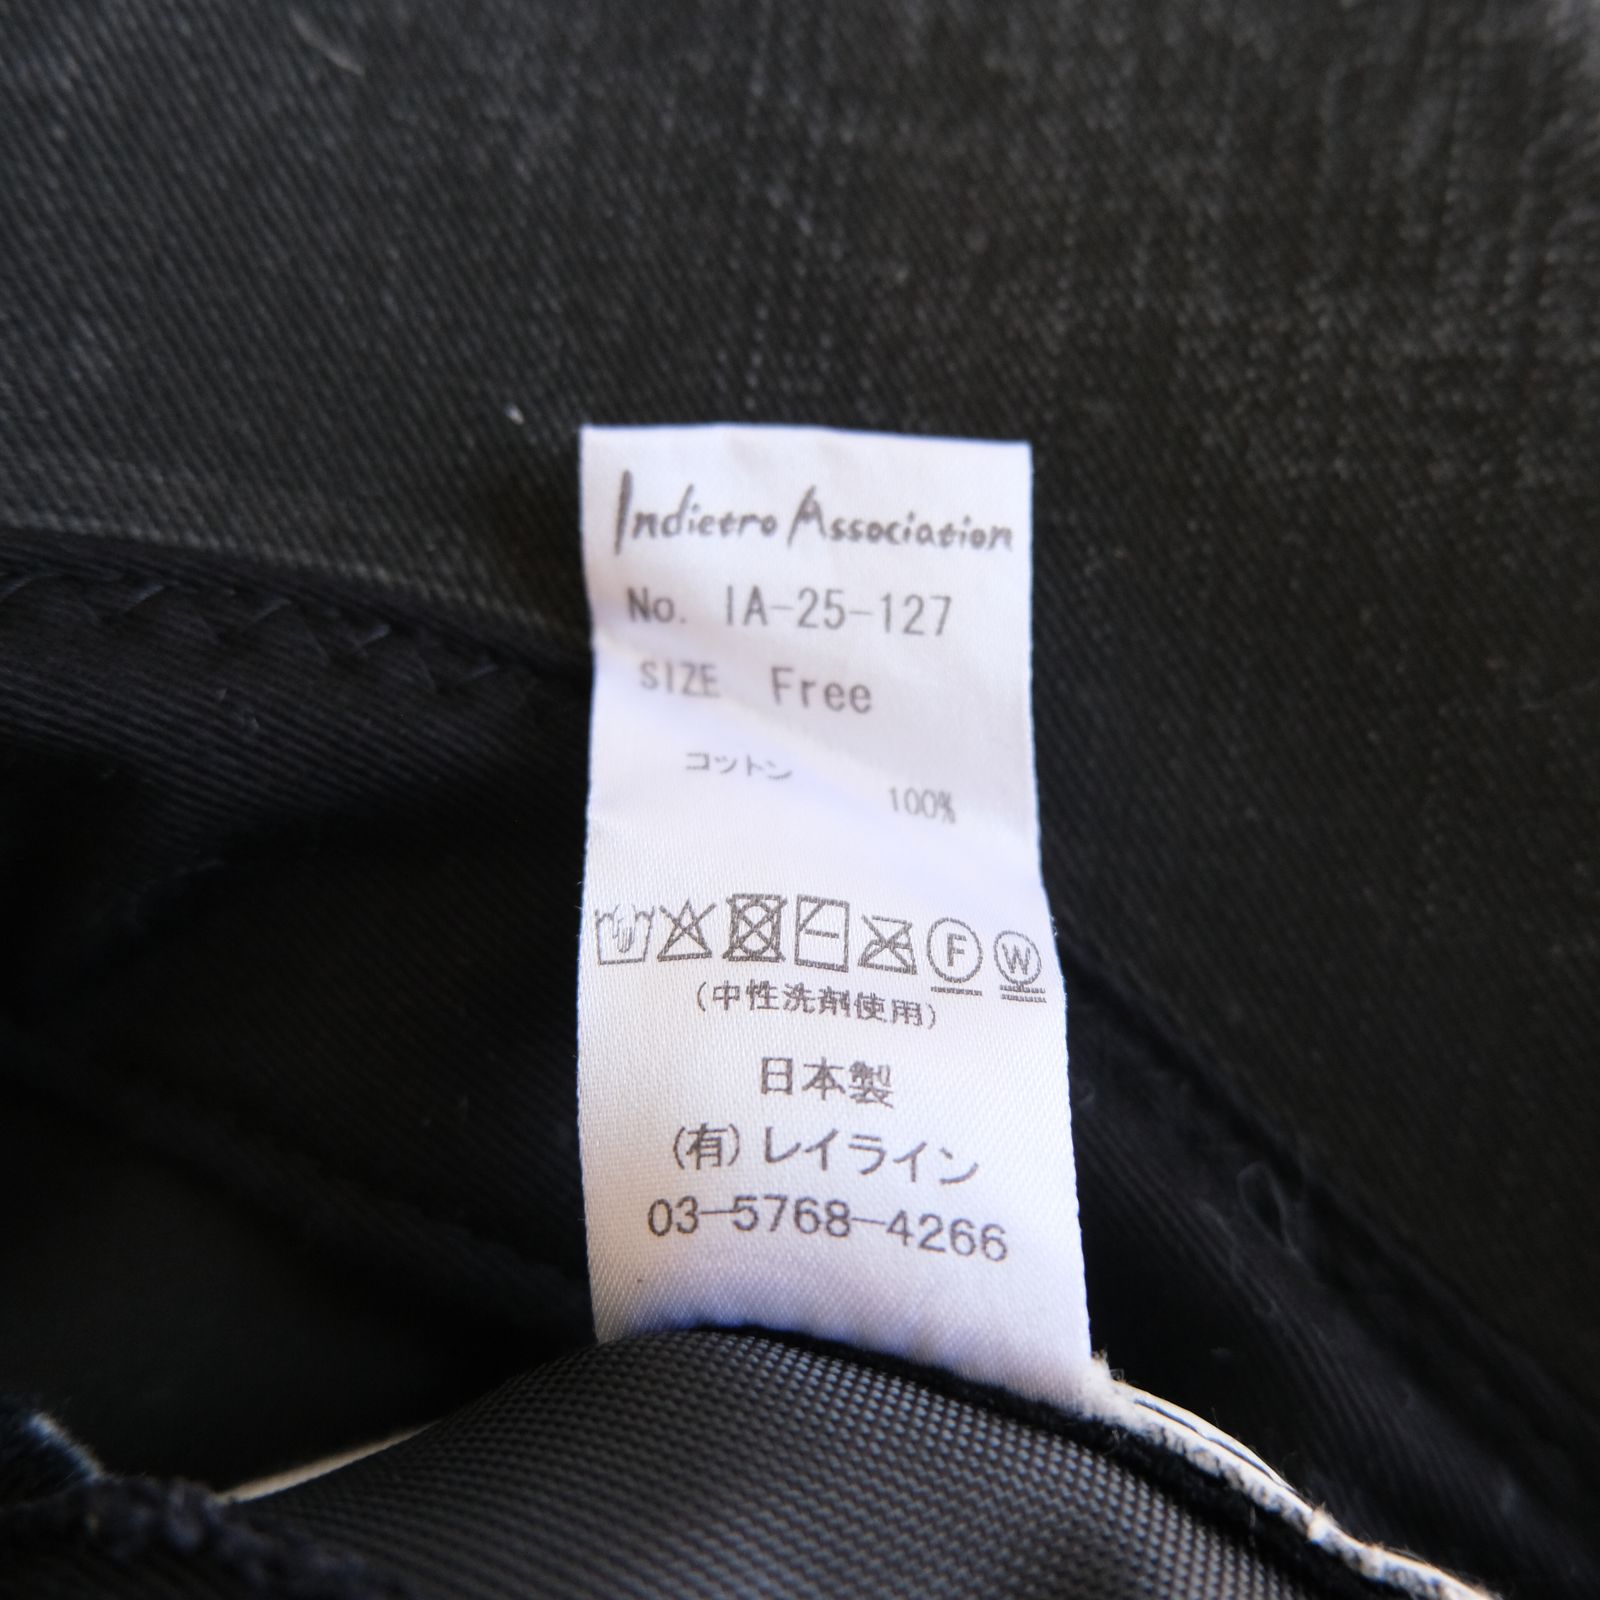 Indietro Association
No. IA-25-127
SIZE Free
コットン
100%
F W
(中性洗剤使用)
日本製
(有)レイライン
03-5768-4266